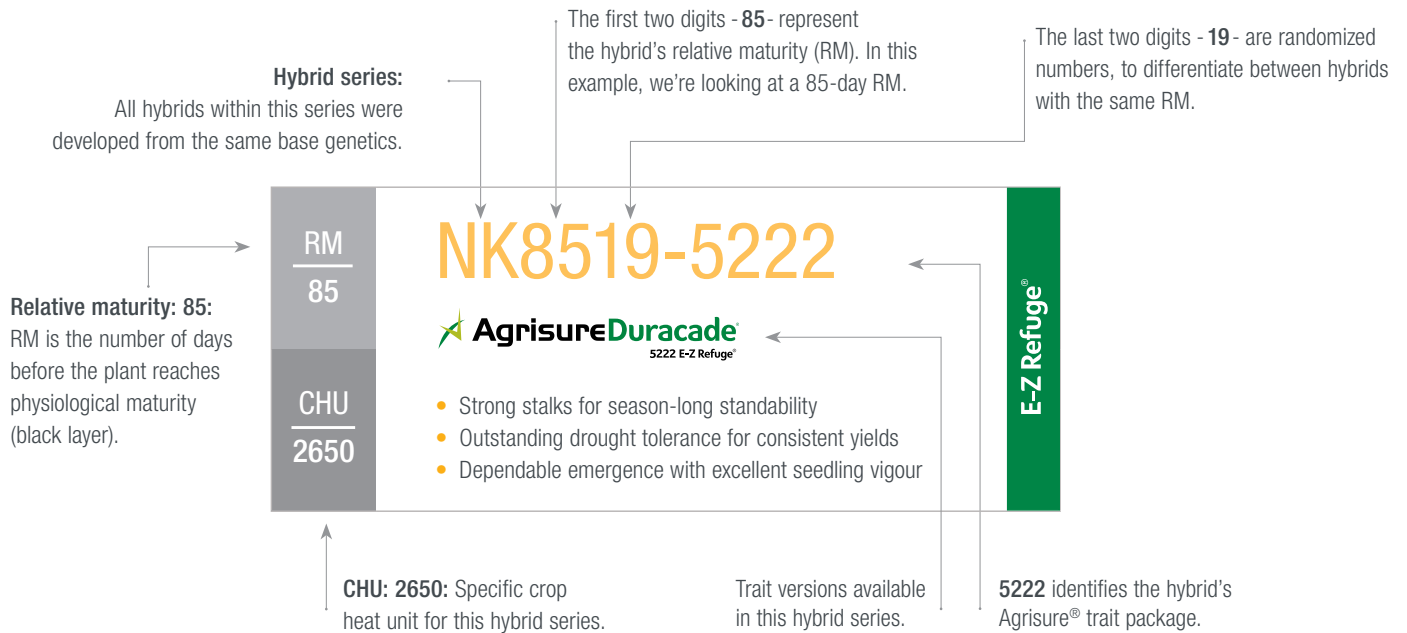 The first two digits - 85 - represent
the hybrid's relative maturity (RM). In this
example, we're looking at a 85-day RM.
The last two digits - 19 - are randomized
numbers, to differentiate between hybrids
with the same RM.
Hybrid series:
All hybrids within this series were
developed from the same base genetics.
RM
85
NK8519-5222
AgrisureDuracade
5222 E-Z Refuge®
E-Z Refuge®
Relative maturity: 85:
RM is the number of days
before the plant reaches
physiological maturity
(black layer).
CHU
2650
• Strong stalks for season-long standability
• Outstanding drought tolerance for consistent yields
• Dependable emergence with excellent seedling vigour
CHU: 2650: Specific crop
heat unit for this hybrid series.
Trait versions available
in this hybrid series.
5222 identifies the hybrid's
Agrisure® trait package.